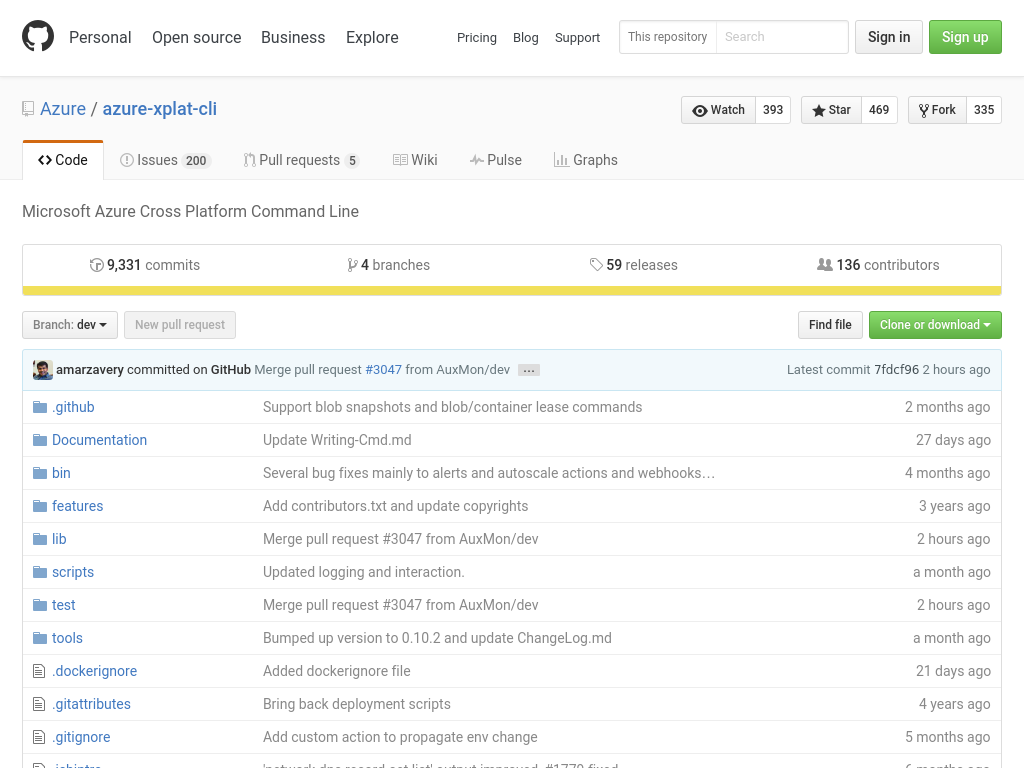 Personal Open source Business Explore Pricing Blog Support This repository Search Sign in Sign up
Azure / azure-xplat-cli Watch 393 Star 469 Fork 335
Code Issues 200 Pull requests 5 Wiki Pulse Graphs
Microsoft Azure Cross Platform Command Line
9,331 commits 4 branches 59 releases 136 contributors
Branch: dev New pull request Find file Clone or download
amarzavery committed on GitHub Merge pull request #3047 from AuxMon/dev ... Latest commit 7fdcf96 2 hours ago
.github Support blob snapshots and blob/container lease commands 2 months ago
Documentation Update Writing-Cmd.md 27 days ago
bin Several bug fixes mainly to alerts and autoscale actions and webhooks… 4 months ago
features Add contributors.txt and update copyrights 3 years ago
lib Merge pull request #3047 from AuxMon/dev 2 hours ago
scripts Updated logging and interaction. a month ago
test Merge pull request #3047 from AuxMon/dev 2 hours ago
tools Bumped up version to 0.10.2 and update ChangeLog.md a month ago
.dockerignore Added dockerignore file 21 days ago
.gitattributes Bring back deployment scripts 4 years ago
.gitignore Add custom action to propagate env change 5 months ago